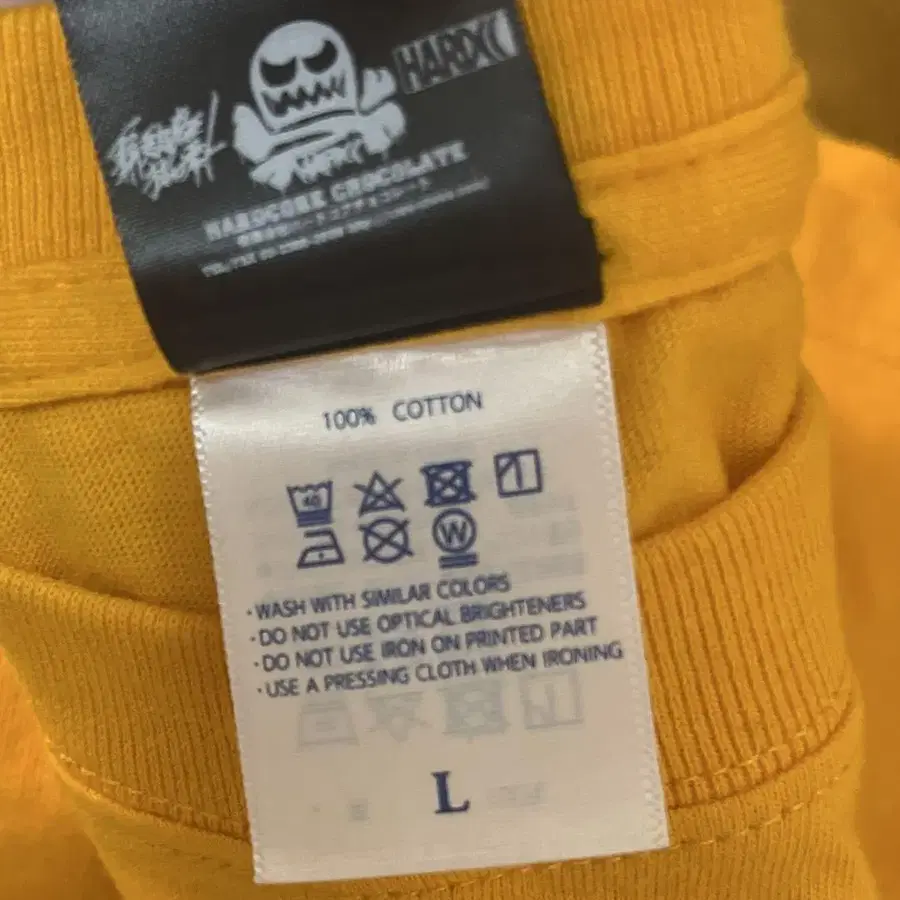 HARDCC
HARDCORE CHOCOLATE
100% COTTON
40
W
·WASH WITH SIMILAR COLORS
·DO NOT USE OPTICAL BRIGHTENERS
·DO NOT USE IRON ON PRINTED PART
·USE A PRESSING CLOTH WHEN IRONING
L